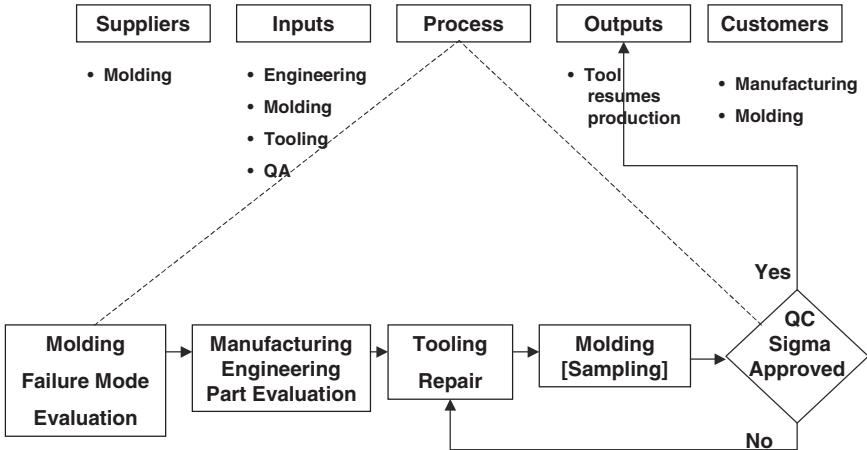 Suppliers
Inputs
Process
Outputs
Customers
• Molding
• Engineering
• Molding
• Tooling
• QA
• Tool
resumes
production
• Manufacturing
• Molding
Yes
Molding
Failure Mode
Evaluation
Manufacturing
Engineering
Part Evaluation
Tooling
Repair
Molding
[Sampling]
QC
Sigma
Approved
No